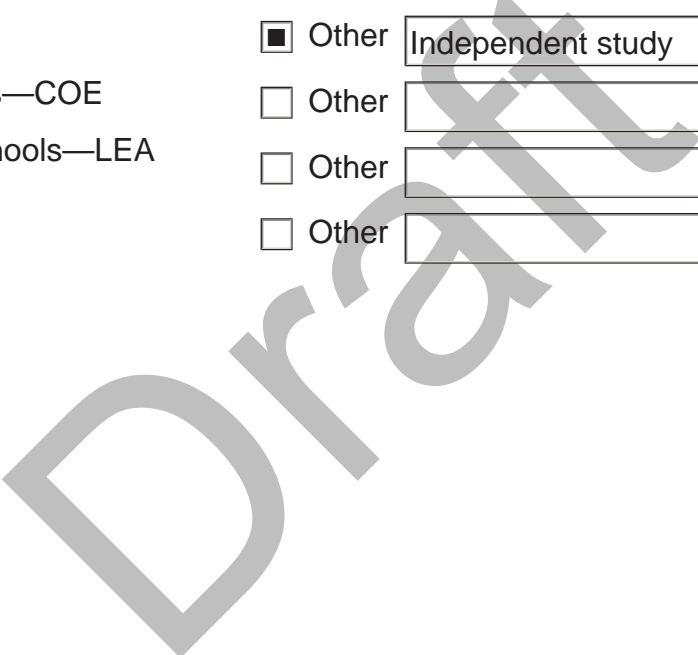 Other Independent study
s—COE
Other
hools—LEA
Other
Other
Draft